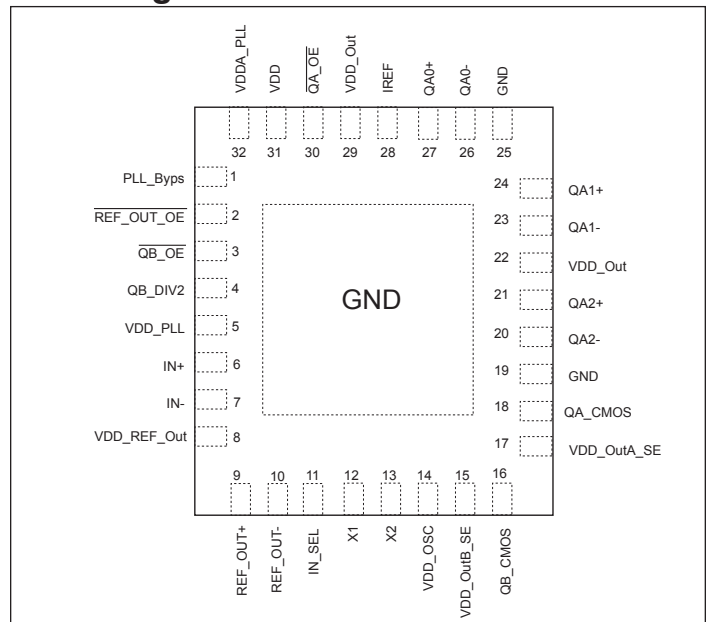 VDDA_PLL VDD QA_OE VDD_Out IREF QA0+ QA0- GND
32 31 30 29 28 27 26 25
PLL_Byps 1
REF_OUT_OE 2
QB_OE 3
QB_DIV2 4
VDD_PLL 5
IN+ 6
IN- 7
VDD_REF_Out 8
GND
24 QA1+
23 QA1-
22 VDD_Out
21 QA2+
20 QA2-
19 GND
18 QA_CMOS
17 VDD_OutA_SE
9 10 11 12 13 14 15 16
REF_OUT+ REF_OUT- IN_SEL X1 X2 VDD_OSC VDD_OutB_SE QB_CMOS